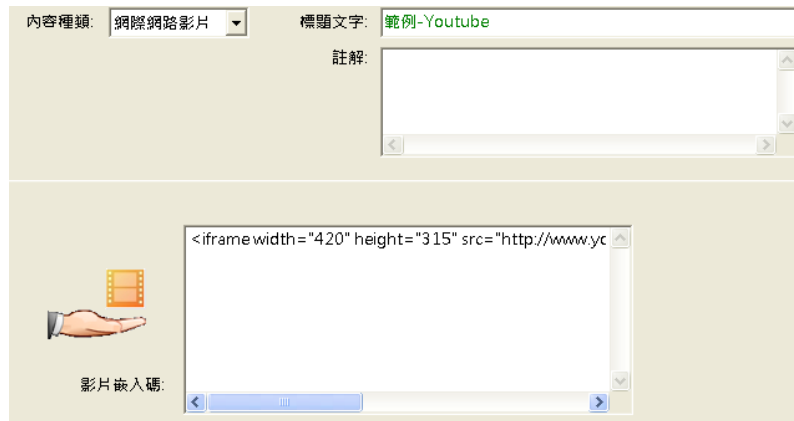 內容種類: 網際網路影片 標題文字: 範例-Youtube
註解:
<iframe width="420" height="315" src="http://www.yc
影片嵌入碼: